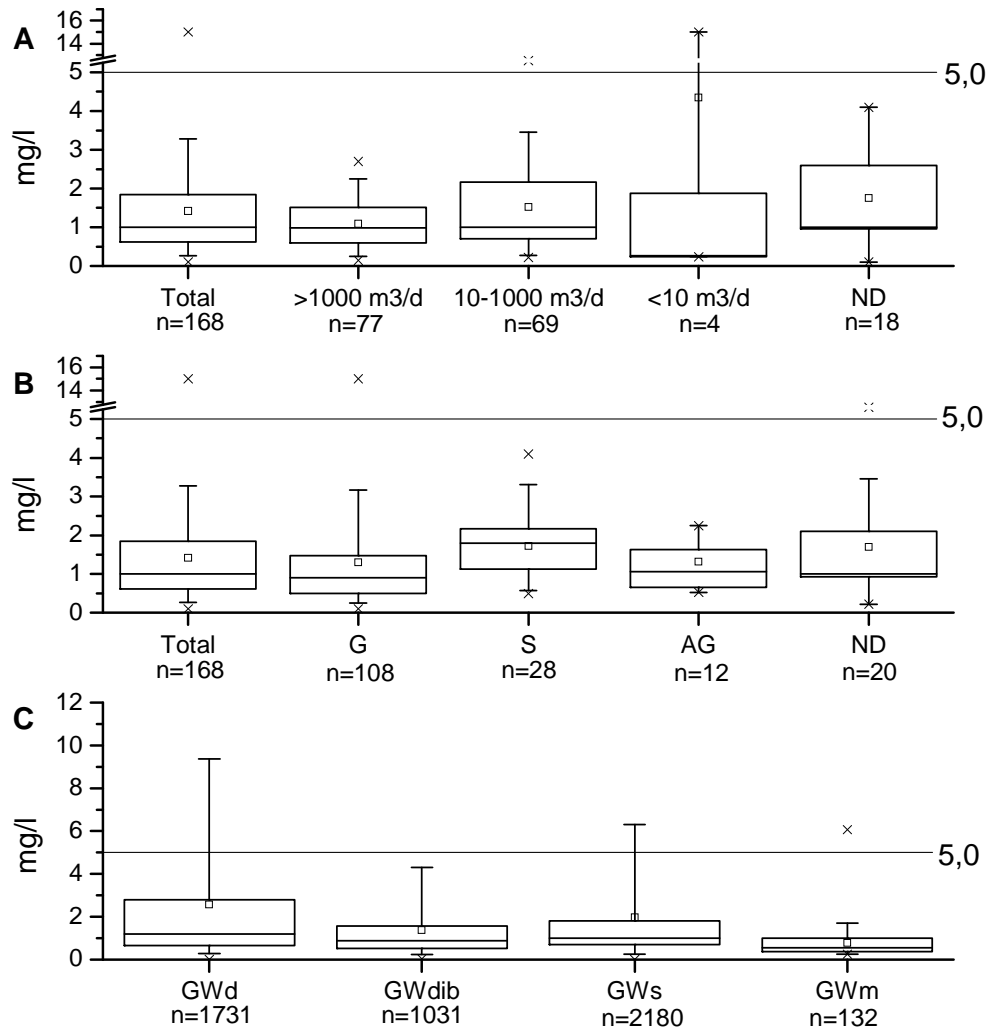 A
16
14
5
4
3
2
1
0
mg/l
5,0
Total
n=168
>1000 m3/d
n=77
10-1000 m3/d
n=69
<10 m3/d
n=4
ND
n=18
B
16
14
5
4
3
2
1
0
mg/l
5,0
Total
n=168
G
n=108
S
n=28
AG
n=12
ND
n=20
C
12
10
8
6
4
2
0
mg/l
5,0
GWd
n=1731
GWdib
n=1031
GWs
n=2180
GWm
n=132